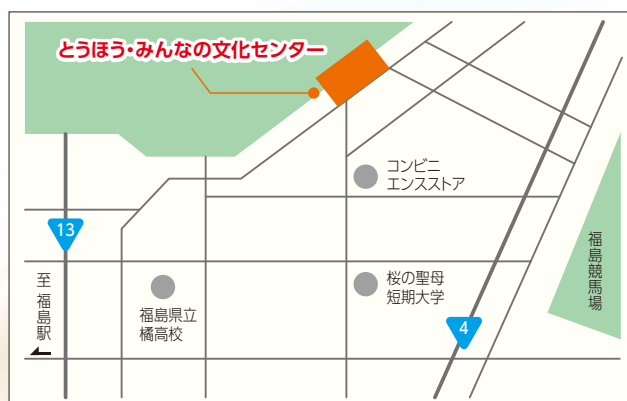 とうほう・みんなの文化センター
コンビニ
エンスストア
13
福島競馬場
至 福島駅
福島県立
橘高校
桜の聖母
短期大学
4